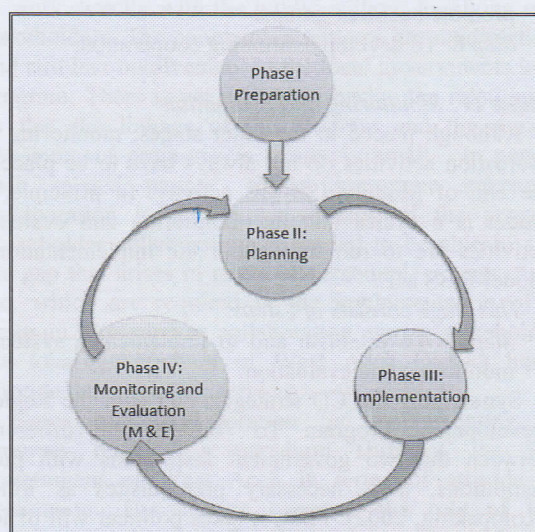 Phase I
Preparation
Phase II:
Planning
Phase III:
Implementation
Phase IV:
Monitoring and
Evaluation
(M & E)